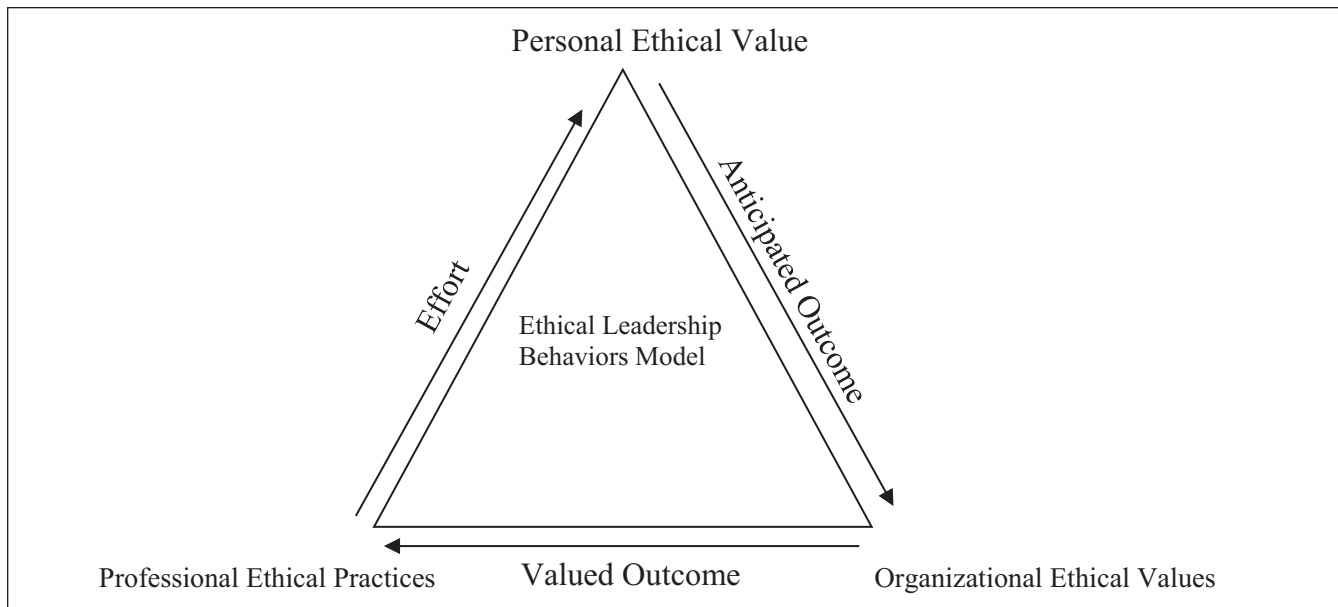 Personal Ethical Value
Anticipated Outcome
Effort
Ethical Leadership
Behaviors Model
Professional Ethical Practices
Valued Outcome
Organizational Ethical Values